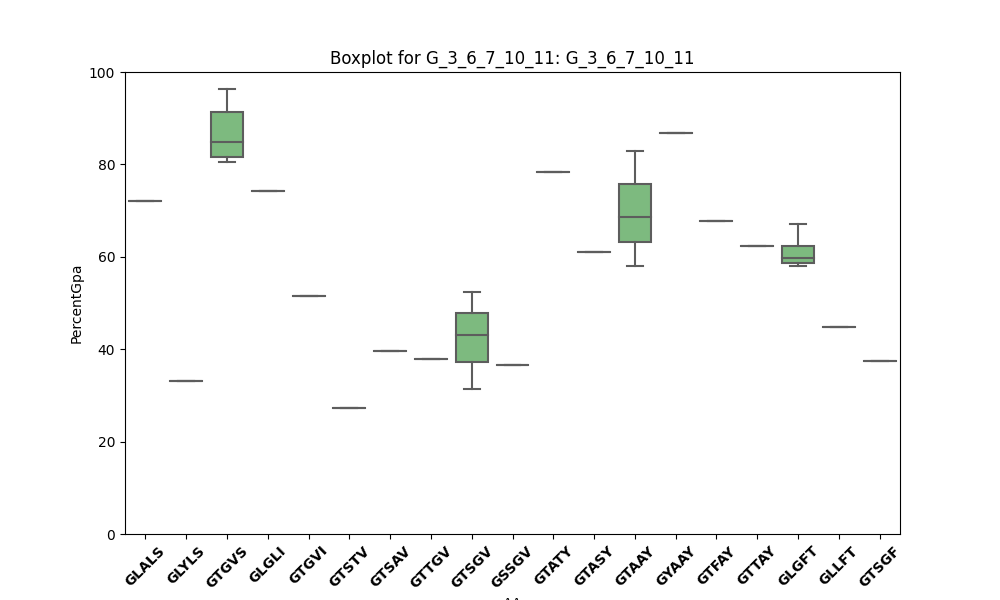 Boxplot for G_3_6_7_10_11: G_3_6_7_10_11
100
80
60
40
20
0
PercentGpa
GLALS
GLYLS
GTGVS
GLGLI
GTGVI
GTSTV
GTSAV
GTTGV
GTSGV
GSSGV
GTATY
GTASY
GTAAY
GYAAY
GTFAY
GTTAY
GLGFT
GLLFT
GTSGF